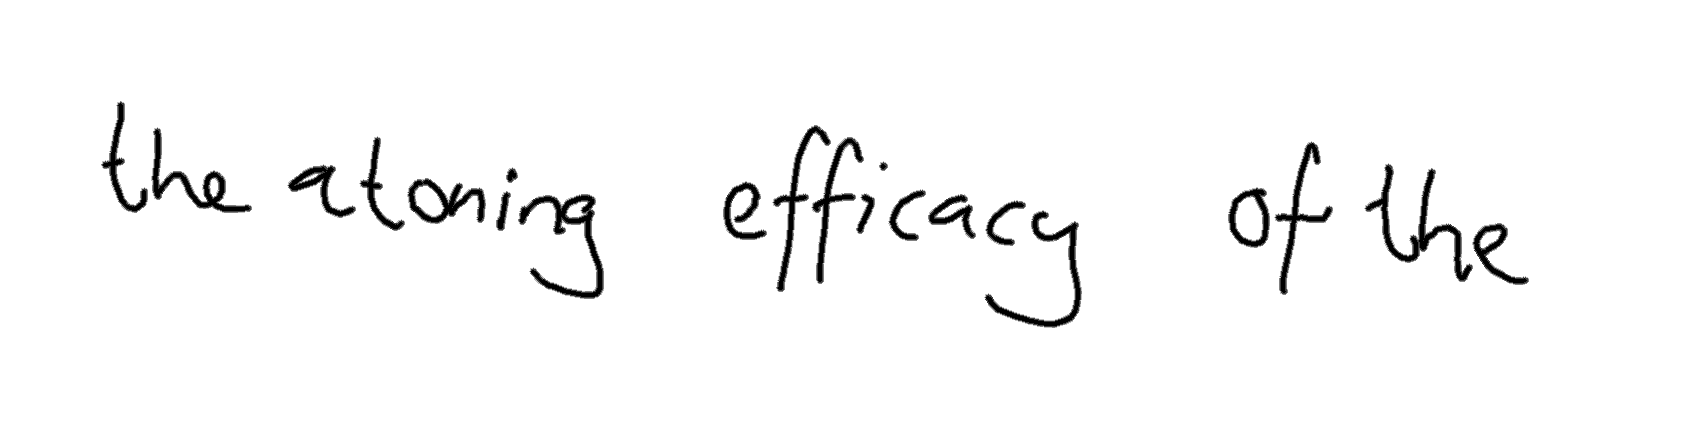 the atoning efficacy of the